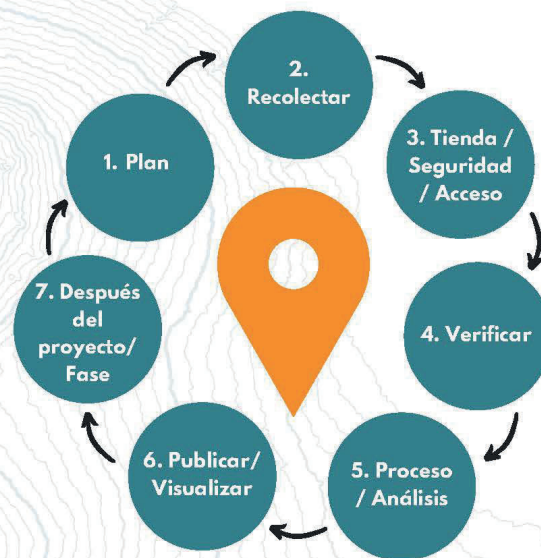 1. Plan
2.
Recolectar
3. Tienda /
Seguridad
/ Acceso
4. Verificar
5. Proceso
/ Análisis
6. Publicar/
Visualizar
7. Después
del
proyecto/
Fase